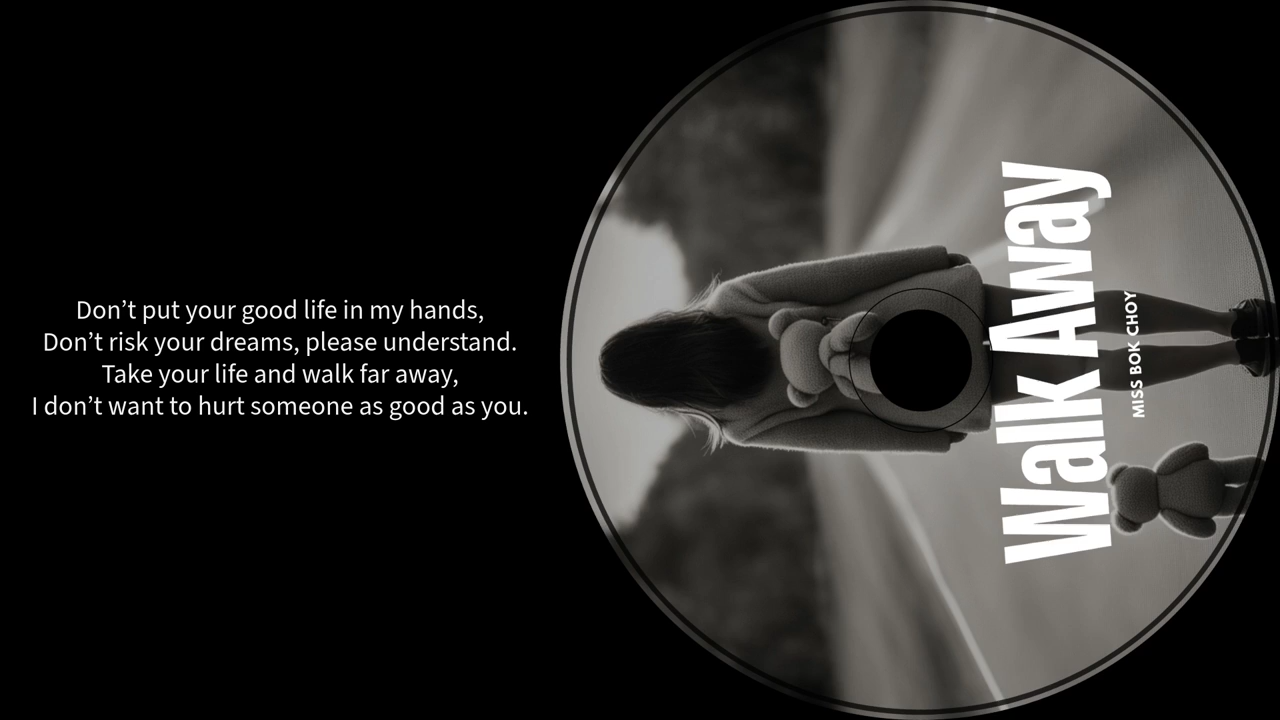 Don’t put your good life in my hands,
Don’t risk your dreams, please understand.
Take your life and walk far away,
I don’t want to hurt someone as good as you.
Walk Away
MISS BOK CHOY